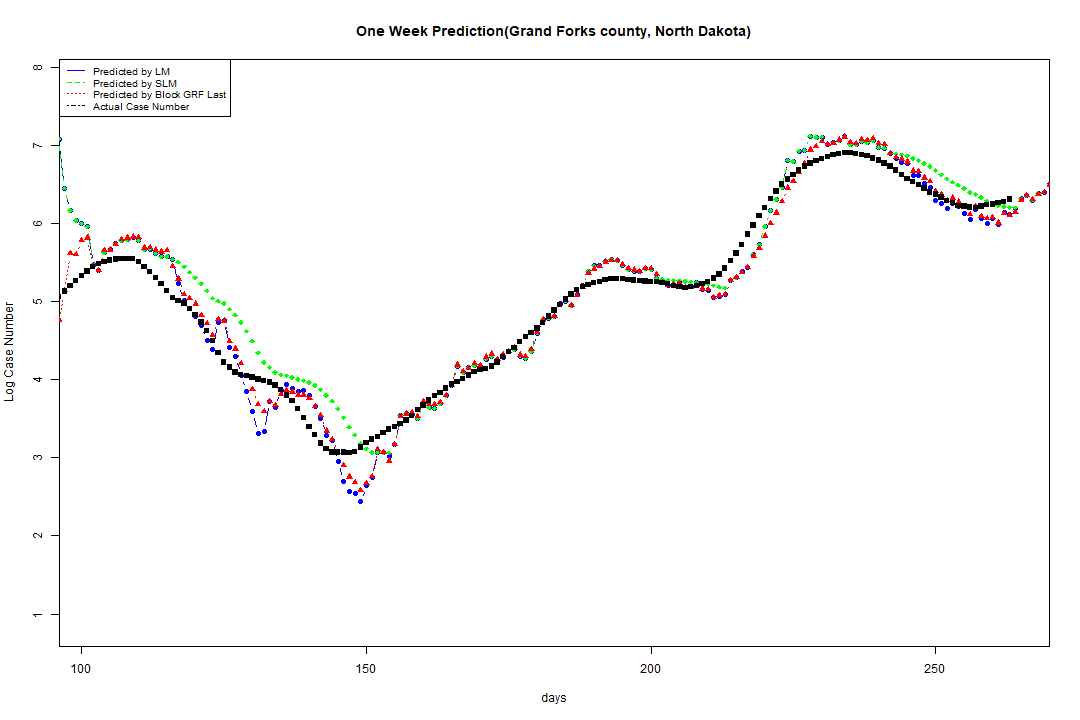 One Week Prediction(Grand Forks county, North Dakota)
Predicted by LM
Predicted by SLM
Predicted by Block GRF Last
Actual Case Number
8
7
6
5
4
3
2
1
Log Case Number
100 150 200 250
days